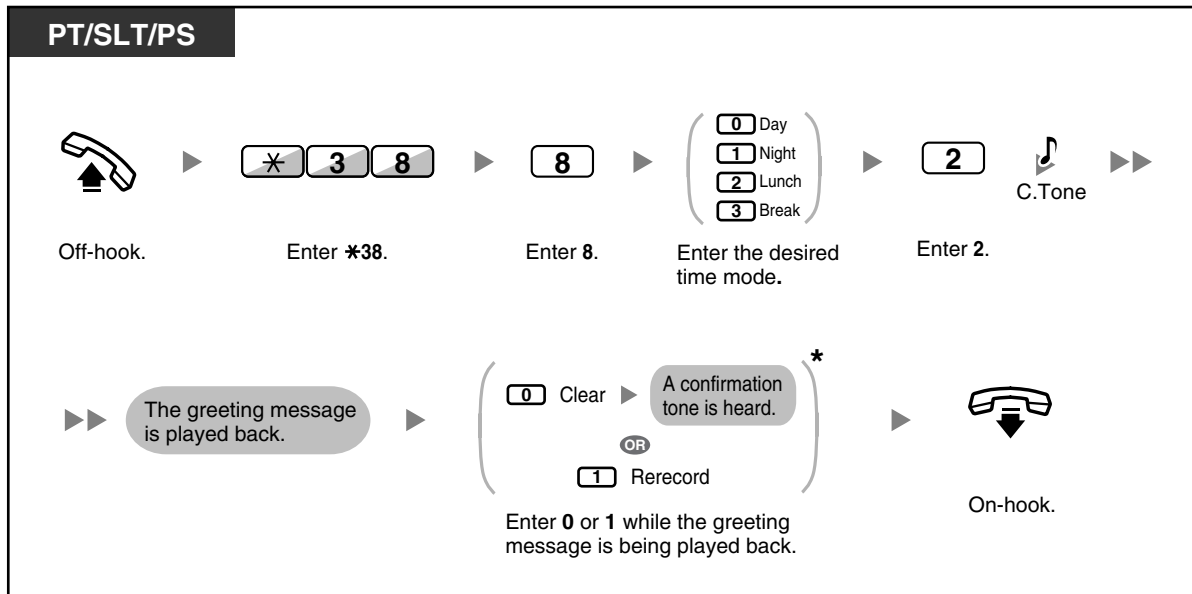 PT/SLT/PS
* 3 8
8
0 Day
1 Night
2 Lunch
3 Break
2
C.Tone
Off-hook.
Enter *38.
Enter 8.
Enter the desired
time mode.
Enter 2.
The greeting message
is played back.
0 Clear
A confirmation
tone is heard.
*
OR
1 Rerecord
Enter 0 or 1 while the greeting
message is being played back.
On-hook.